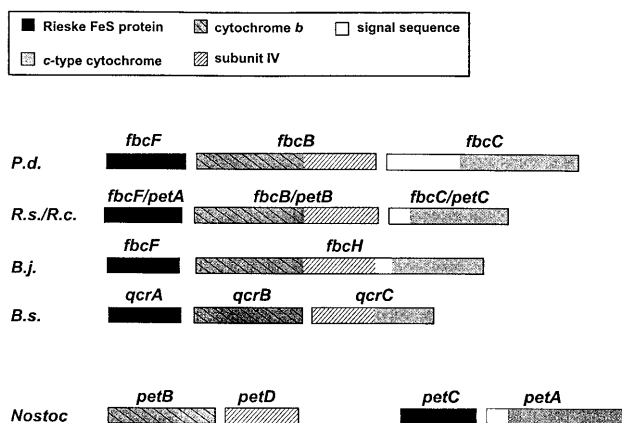 Rieske FeS protein cytochrome b signal sequence
c-type cytochrome subunit IV
fbcF fbcB fbcC
P.d.
fbcF/petA fbcB/petB fbcC/petC
R.s./R.c.
fbcF fbcH
B.j.
qcrA qcrB qcrC
B.s.
petB petD petC petA
Nostoc